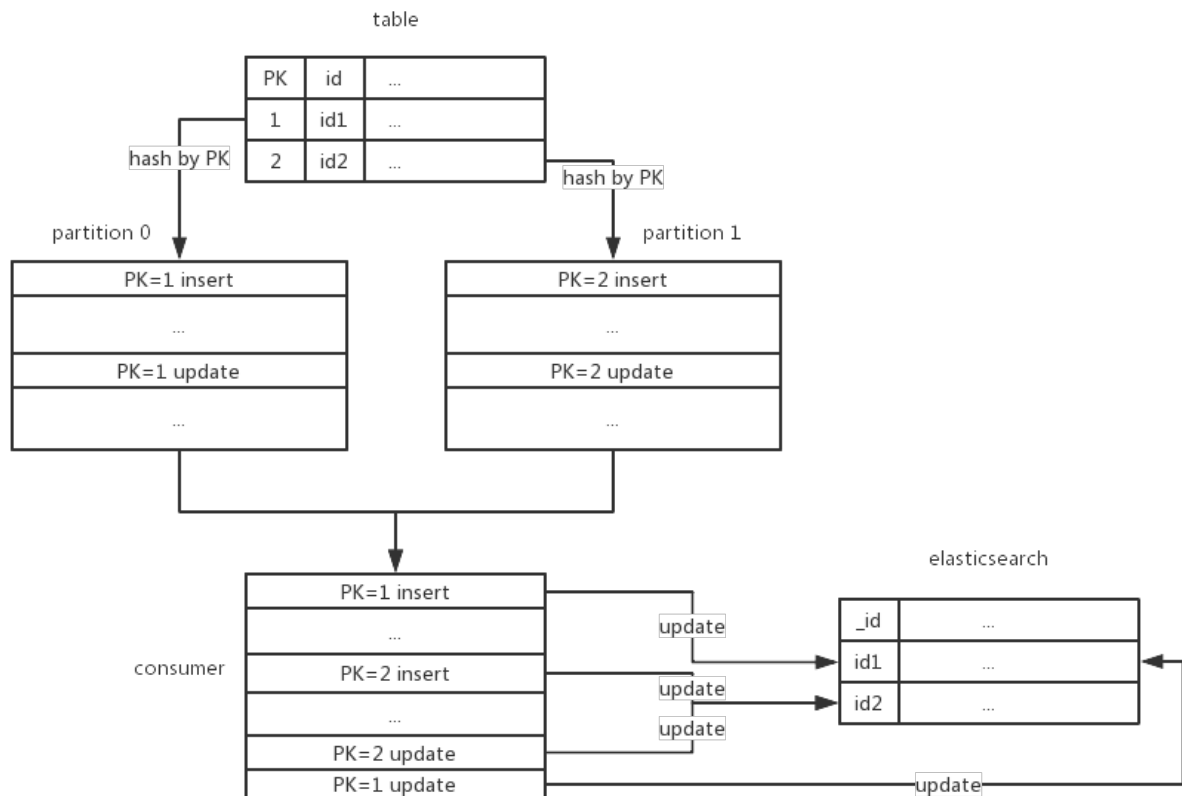 table
PK id ...
1 id1 ...
2 id2 ...
hash by PK
hash by PK
partition 0
partition 1
PK=1 insert
...
PK=1 update
...
PK=2 insert
...
PK=2 update
...
consumer
PK=1 insert
...
PK=2 insert
...
PK=2 update
PK=1 update
update
update
update
update
elasticsearch
_id ...
id1 ...
id2 ...